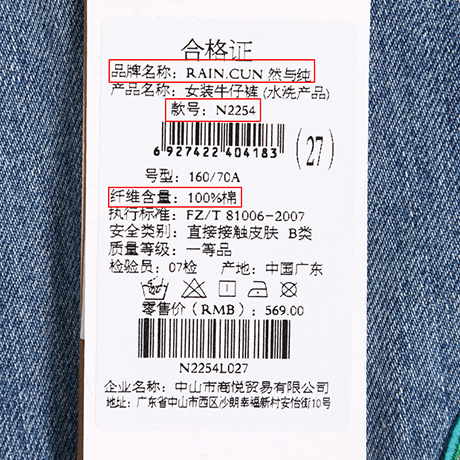 合格证
品牌名称: RAIN.CUN 然与纯
产品名称: 女装牛仔裤 (水洗产品)
款号: N2254
6 927422 404183
(27)
号型: 160/70A
纤维含量: 100%棉
执行标准: FZ/T 81006-2007
安全类别: 直接接触皮肤 B类
质量等级: 一等品
检验员: 07检 产地: 中国广东
零售价 (RMB): 569.00
N2254L027
企业名称: 中山市商悦贸易有限公司
地址: 广东省中山市西区沙朗幸福新村安怡街10号